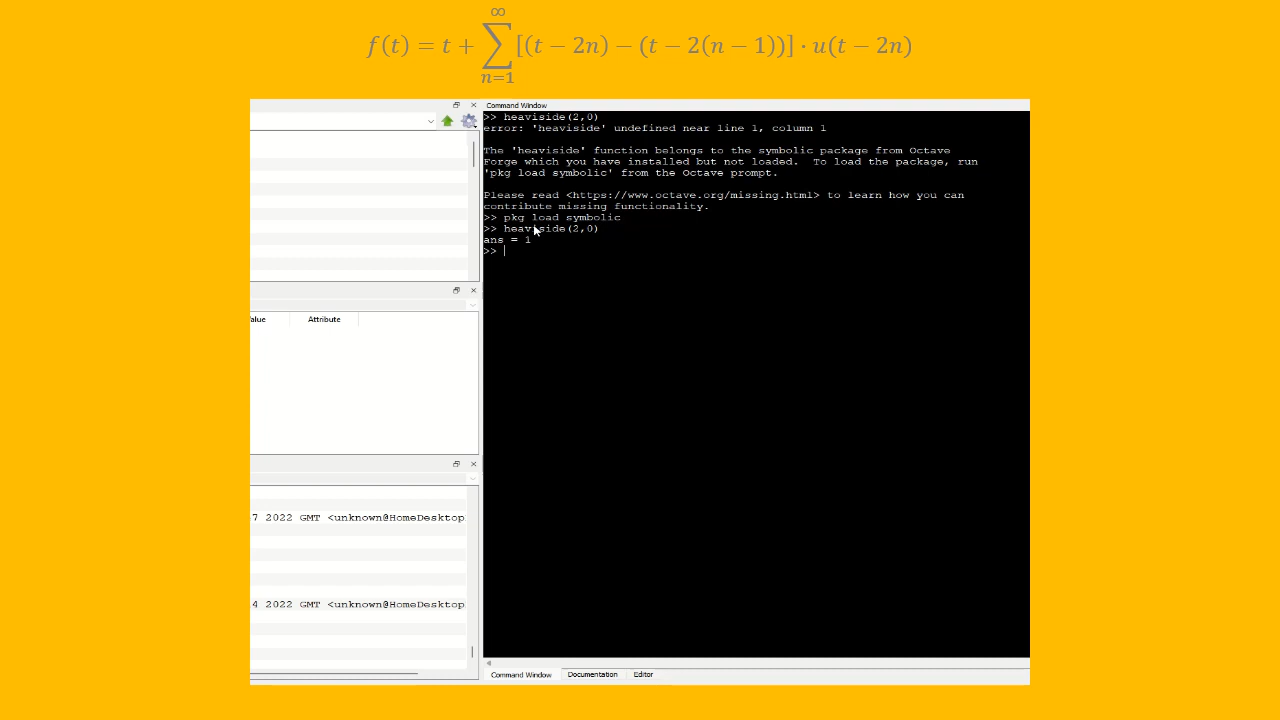 f(t) = t + ∞∑n=1 [(t − 2n) − (t − 2(n − 1))] · u(t − 2n)
Command Window
>> heaviside(2,0)
error: 'heaviside' undefined near line 1, column 1
The 'heaviside' function belongs to the symbolic package from Octave
Forge which you have installed but not loaded.  To load the package, run
'pkg load symbolic' from the Octave prompt.
Please read <https://www.octave.org/missing.html> to learn how you can
contribute missing functionality.
>> pkg load symbolic
>> heaviside(2,0)
ans = 1
>>
alue
Attribute
7 2022 GMT <unknown@HomeDesktop
4 2022 GMT <unknown@HomeDesktop
Command Window
Documentation
Editor